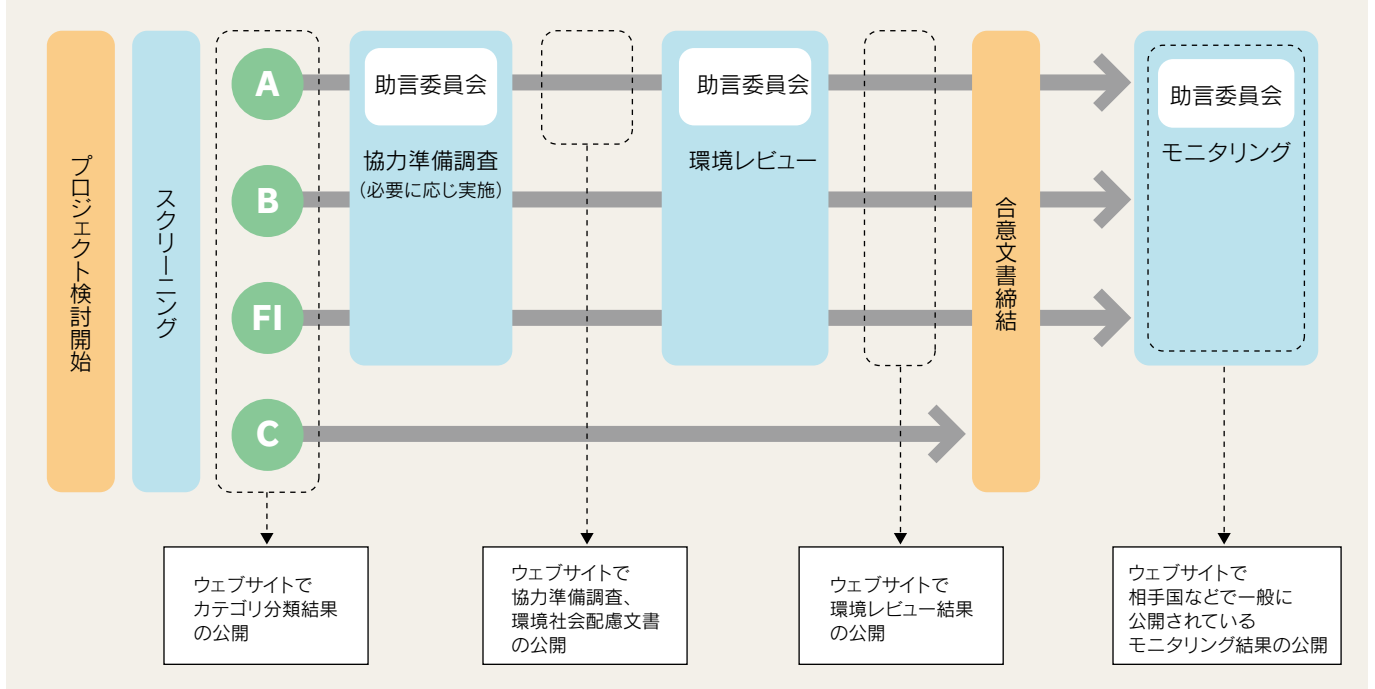 プロジェクト検討開始
スクリーニング
A
B
FI
C
助言委員会
協力準備調査
（必要に応じ実施）
助言委員会
環境レビュー
合意文書締結
助言委員会
モニタリング
ウェブサイトで
カテゴリ分類結果
の公開
ウェブサイトで
協力準備調査、
環境社会配慮文書
の公開
ウェブサイトで
環境レビュー結果
の公開
ウェブサイトで
相手国などで一般に
公開されている
モニタリング結果の公開